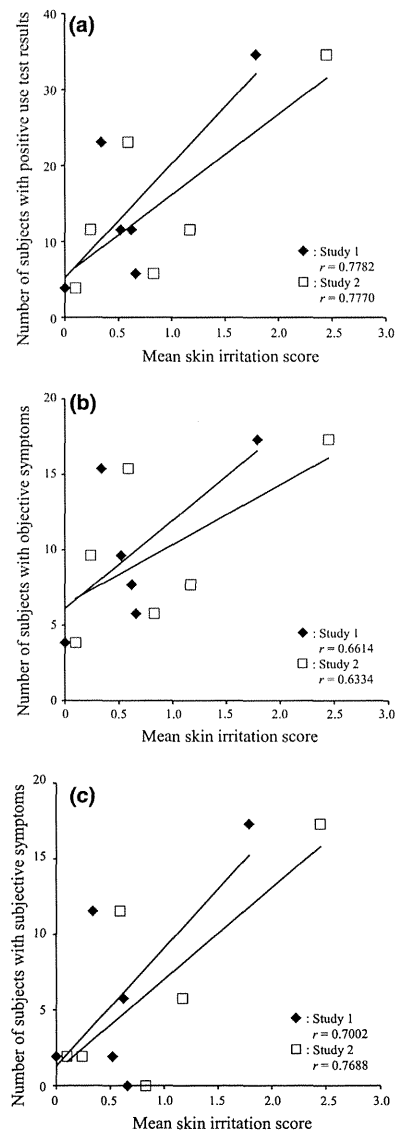 (a)
Number of subjects with positive use test results
40
30
20
10
0
0 0.5 1.0 1.5 2.0 2.5 3.0
Mean skin irritation score
◆ : Study 1
r = 0.7782
□ : Study 2
r = 0.7770
(b)
Number of subjects with objective symptoms
20
15
10
5
0
0 0.5 1.0 1.5 2.0 2.5 3.0
Mean skin irritation score
◆ : Study 1
r = 0.6614
□ : Study 2
r = 0.6334
(c)
Number of subjects with subjective symptoms
20
15
10
5
0
0 0.5 1.0 1.5 2.0 2.5 3.0
Mean skin irritation score
◆ : Study 1
r = 0.7002
□ : Study 2
r = 0.7688